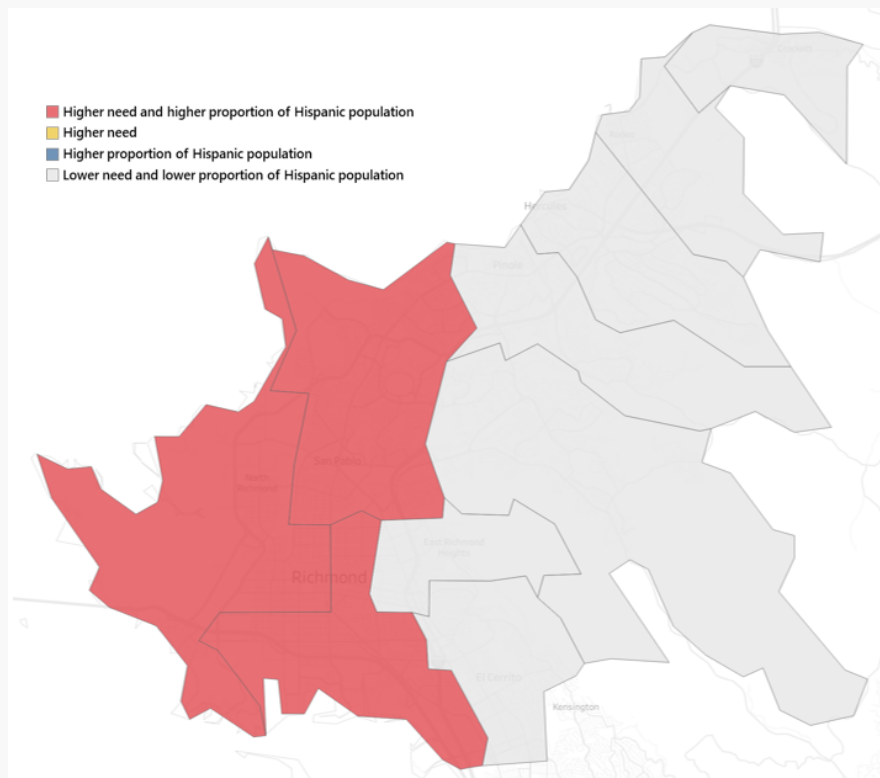 Higher need and higher proportion of Hispanic population
Higher need
Higher proportion of Hispanic population
Lower need and lower proportion of Hispanic population
Pinole
San Pablo
North
Richmond
East Richmond
Heights
Richmond
El Cerrito
Kensington